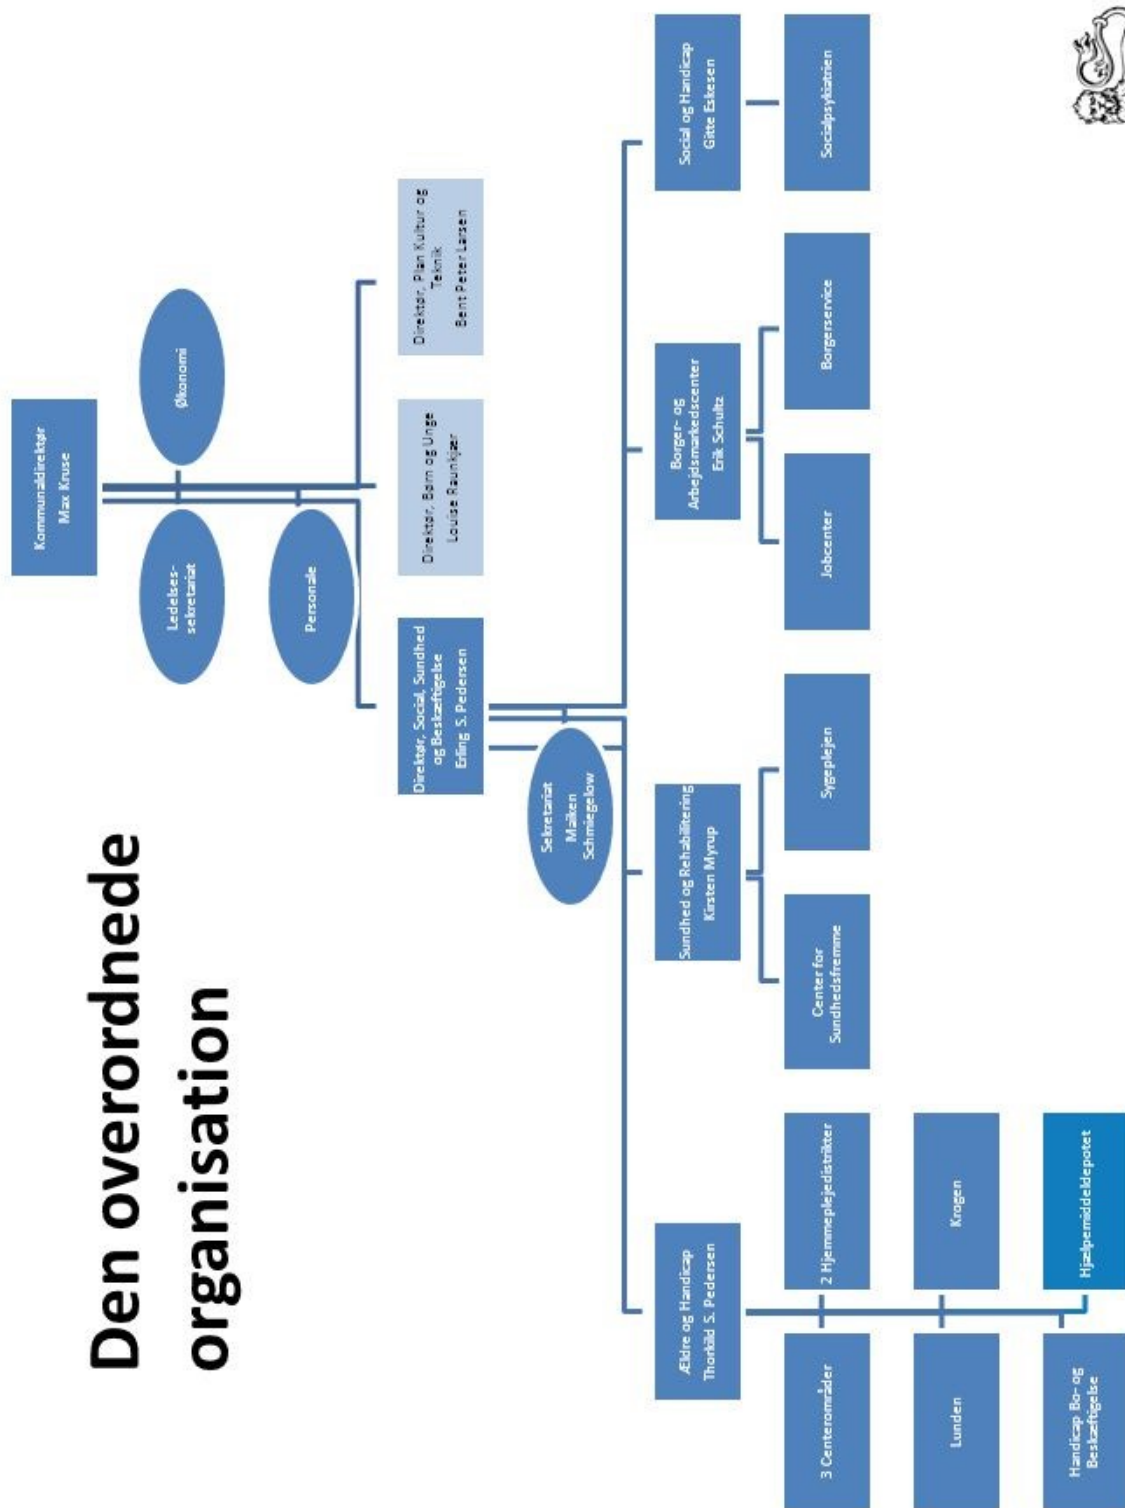 Den overordnede
organisation
Kommunaldirektør
Max Kruse
Ledelses-
sekretariat
Økonomi
Personale
Direktør, Social, Sundhed
og Beskæftigelse
Erling S. Pedersen
Direktør, Børn og Unge
Louise Raunkjær
Direktør, Plan Kultur og
Teknik
Bent Peter Larsen
Sekretariat
Maiken
Schmiegelow
Ældre og Handicap
Thorkild S. Pedersen
Sundhed og Rehabilitering
Kirsten Myrup
Borger- og
Arbejdsmarkedscenter
Erik Schultz
Social og Handicap
Gitte Eskesen
3 Centerområder
2 Hjemmeplejedistrikter
Center for
Sundhedsfremme
Sygeplejen
Jobcenter
Borgerservice
Socialpsykiatrien
Lunden
Krogen
Handicap Bo- og
Beskæftigelse
Hjælpemiddeldepotet